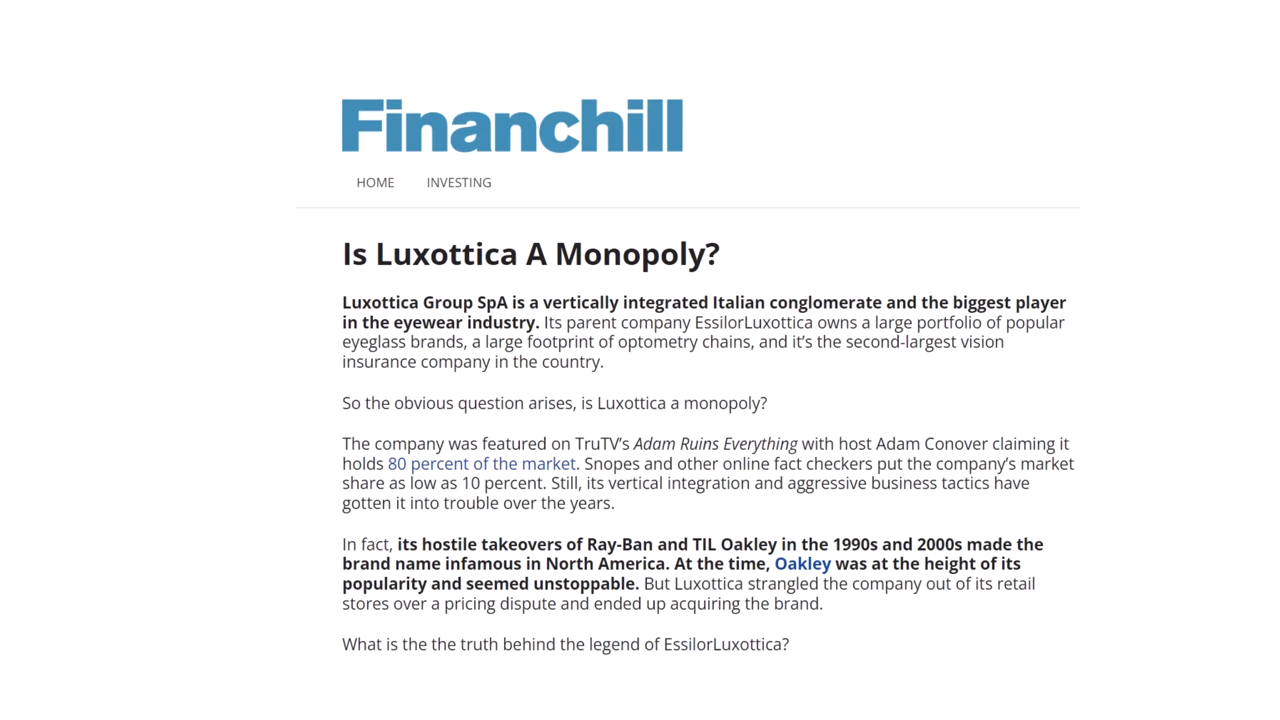 Financhill
HOME INVESTING
Is Luxottica A Monopoly?
Luxottica Group SpA is a vertically integrated Italian conglomerate and the biggest player
in the eyewear industry. Its parent company EssilorLuxottica owns a large portfolio of popular
eyeglass brands, a large footprint of optometry chains, and it’s the second-largest vision
insurance company in the country.
So the obvious question arises, is Luxottica a monopoly?
The company was featured on TruTV’s Adam Ruins Everything with host Adam Conover claiming it
holds 80 percent of the market. Snopes and other online fact checkers put the company’s market
share as low as 10 percent. Still, its vertical integration and aggressive business tactics have
gotten it into trouble over the years.
In fact, its hostile takeovers of Ray-Ban and TIL Oakley in the 1990s and 2000s made the
brand name infamous in North America. At the time, Oakley was at the height of its
popularity and seemed unstoppable. But Luxottica strangled the company out of its retail
stores over a pricing dispute and ended up acquiring the brand.
What is the the truth behind the legend of EssilorLuxottica?